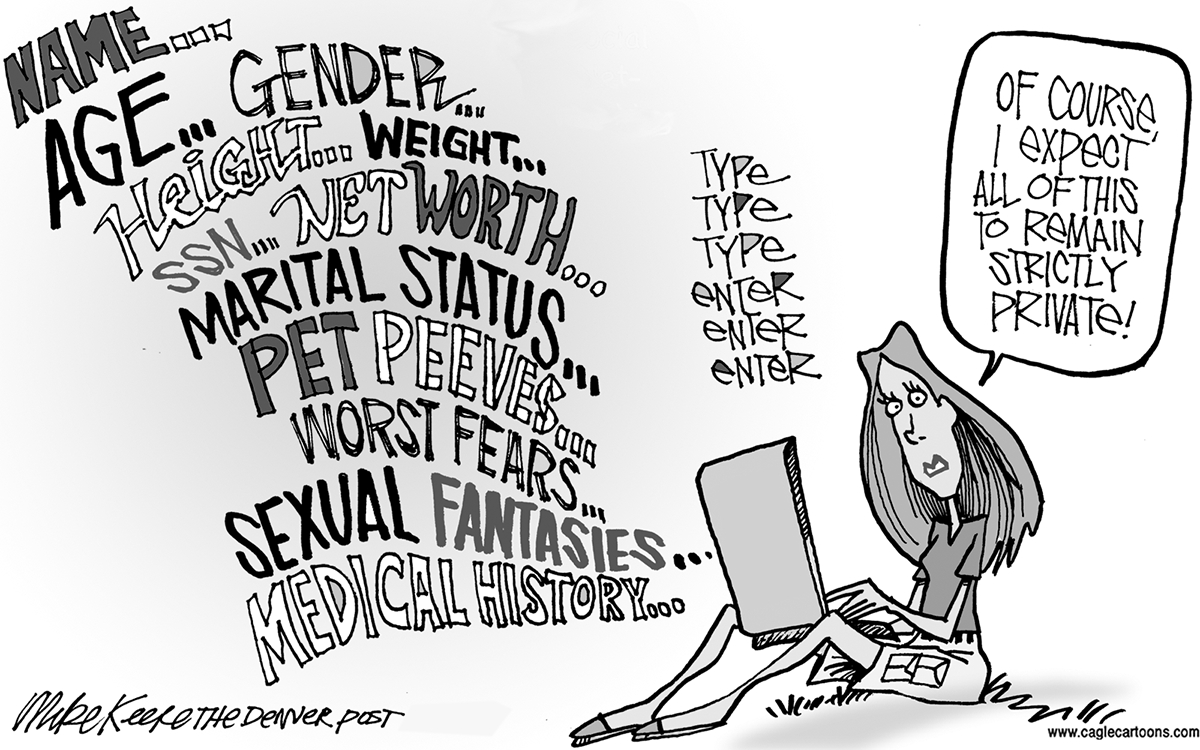 NAME....
AGE... GENDER....
HEIGHT... WEIGHT...
SSN.... NET WORTH...
MARITAL STATUS...
PET PEEVES...
WORST FEARS...
SEXUAL FANTASIES...
MEDICAL HISTORY...
TYPE
TYPE
TYPE
ENTER
ENTER
ENTER
OF COURSE,
I EXPECT
ALL OF THIS
TO REMAIN
STRICTLY
PRIVATE!
Mike Keefe THE DENVER POST
www.caglecartoons.com